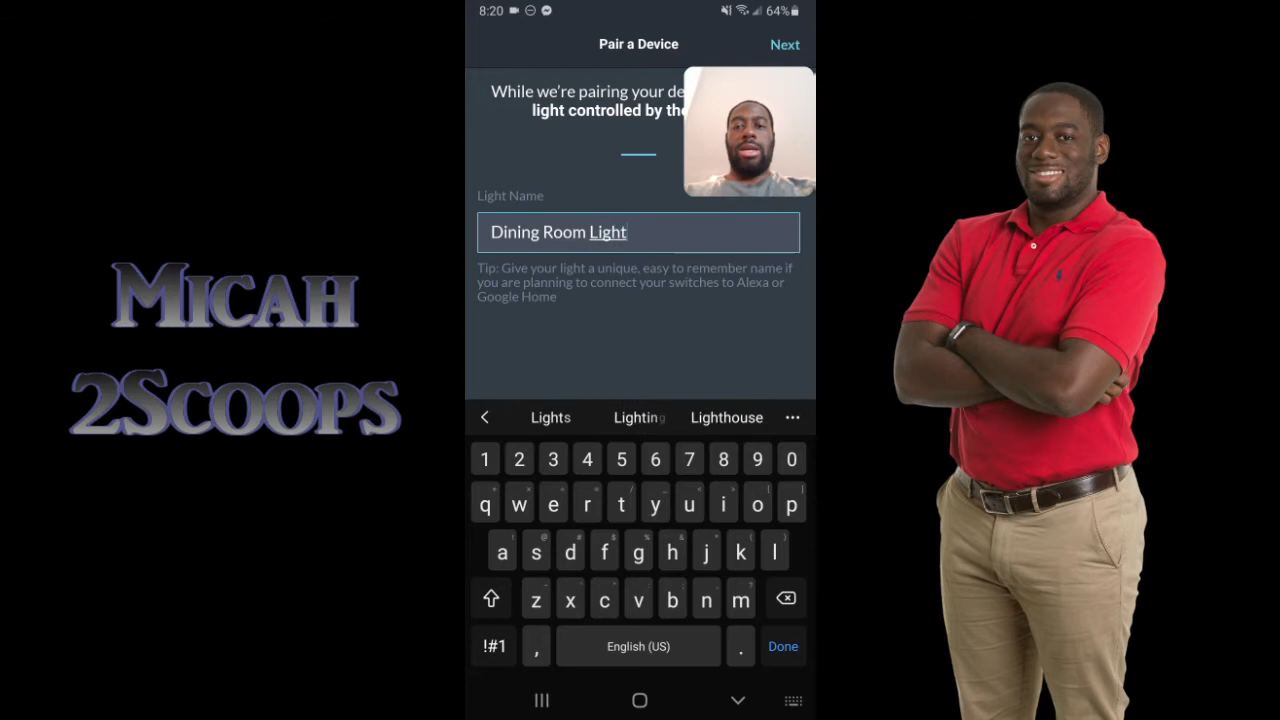 Micah
2Scoops
8:20
64%
Pair a Device
Next
While we're pairing your de
light controlled by the
Light Name
Dining Room Light
Tip: Give your light a unique, easy to remember name if
you are planning to connect your switches to Alexa or
Google Home
Lights Lighting Lighthouse
1 2 3 4 5 6 7 8 9 0
q w e r t y u i o p
a s d f g h j k l
z x c v b n m
!#1 , English (US) . Done